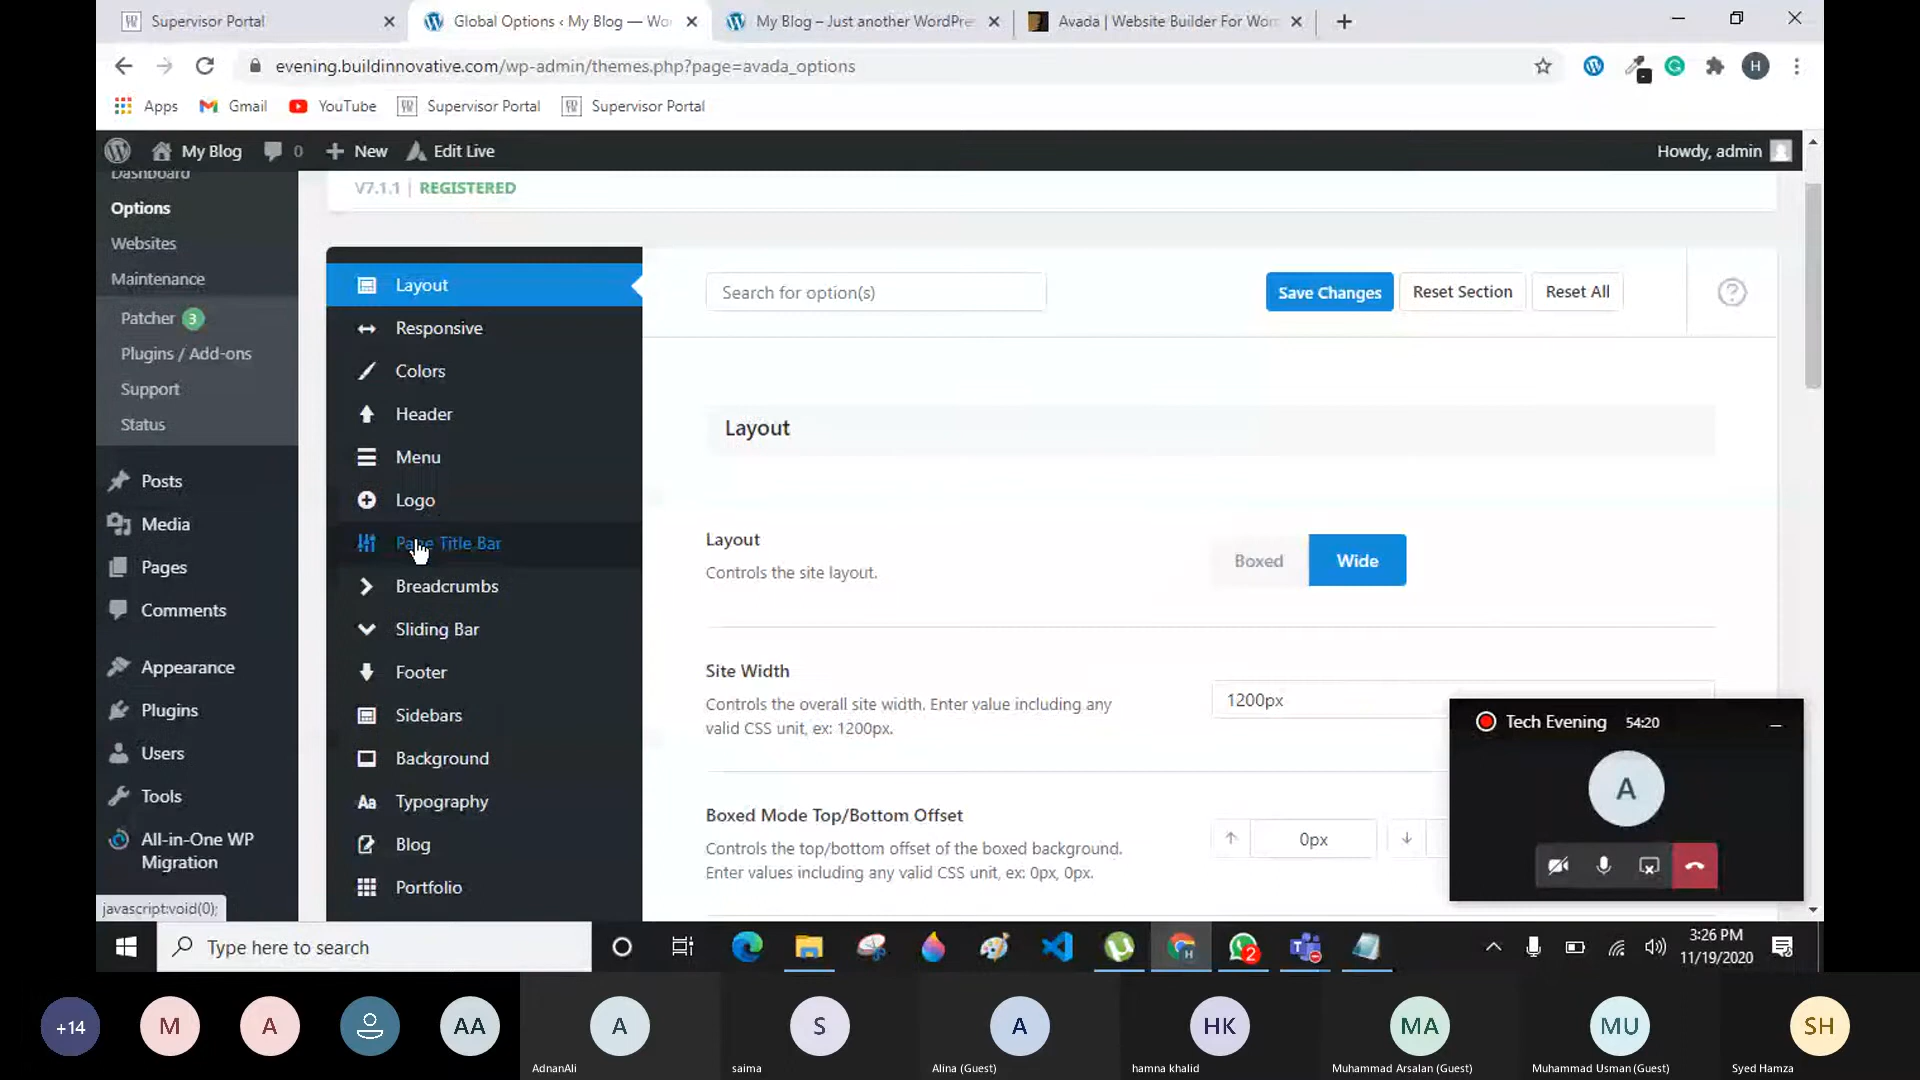 Supervisor Portal
Global Options ‹ My Blog — Wo
My Blog – Just another WordPre
Avada | Website Builder For Wor
evening.buildinnovative.com/wp-admin/themes.php?page=avada_options
H
Apps
Gmail
YouTube
Supervisor Portal
Supervisor Portal
My Blog
0
New
Edit Live
Howdy, admin
Dashboard
Options
Websites
Maintenance
Patcher 3
Plugins / Add-ons
Support
Status
Posts
Media
Pages
Comments
Appearance
Plugins
Users
Tools
All-in-One WP
Migration
javascript:void(0);
V7.1.1 | REGISTERED
Layout
Responsive
Colors
Header
Menu
Logo
Page Title Bar
Breadcrumbs
Sliding Bar
Footer
Sidebars
Background
Aa Typography
Blog
Portfolio
Search for option(s)
Save Changes
Reset Section
Reset All
Layout
Layout
Controls the site layout.
Boxed
Wide
Site Width
Controls the overall site width. Enter value including any
valid CSS unit, ex: 1200px.
1200px
Boxed Mode Top/Bottom Offset
Controls the top/bottom offset of the boxed background.
Enter values including any valid CSS unit, ex: 0px, 0px.
0px
Tech Evening 54:20
A
Type here to search
H
2
3:26 PM
11/19/2020
+14
M
A
AA
A
S
A
HK
MA
MU
SH
AdnanAli
saima
Alina (Guest)
hamna khalid
Muhammad Arsalan (Guest)
Muhammad Usman (Guest)
Syed Hamza